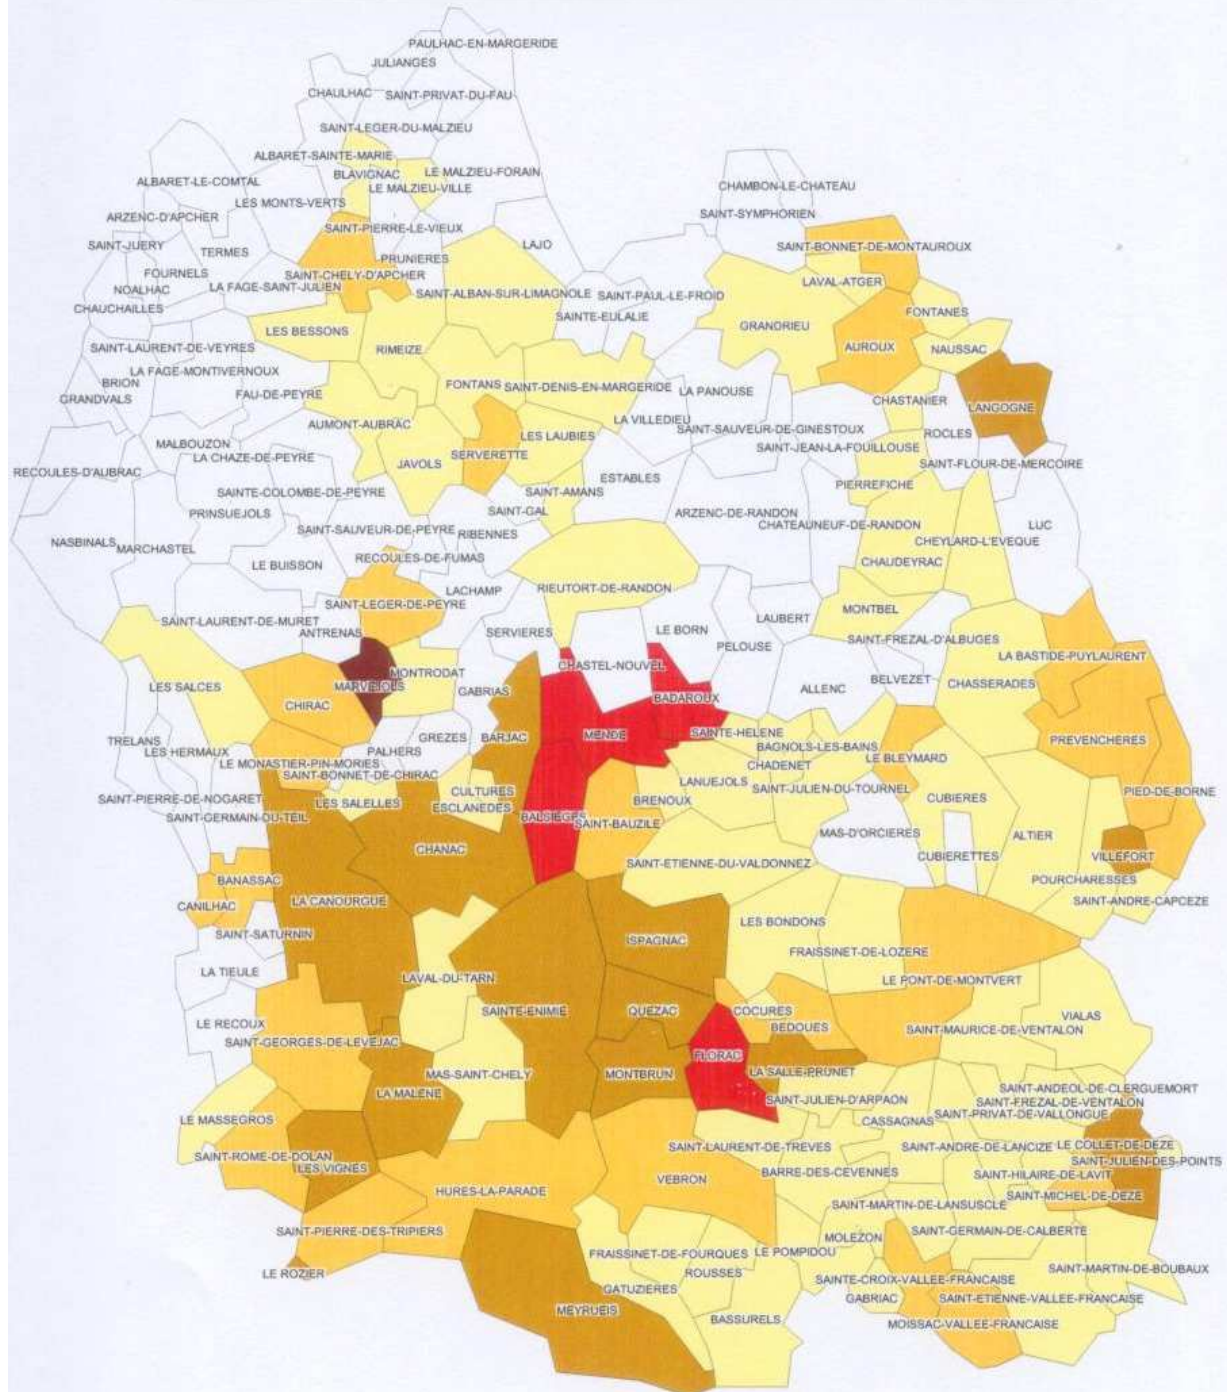 PAULHAC-EN-MARGERIDE
JULIANGES
CHAULHAC
SAINT-PRIVAT-DU-FAU
SAINT-LEGER-DU-MALZIEU
ALBARET-SAINTE-MARIE
BLAVIGNAC
LE MALZIEU-FORAIN
LE MALZIEU-VILLE
ALBARET-LE-COMTAL
CHAMBON-LE-CHATEAU
LES MONTS-VERTS
ARZENC-D'APCHER
SAINT-SYMPHORIEN
SAINT-PIERRE-LE-VIEUX
SAINT-JUERY
TERMES
LAJO
SAINT-BONNET-DE-MONTAUROUX
PRUNIERES
FOURNELS
SAINT-CHELY-D'APCHER
NOALHAC
LA FAGE-SAINT-JULIEN
LAVAL-ATGER
SAINT-ALBAN-SUR-LIMAGNOLE
SAINT-PAUL-LE-FROID
CHAUCHAILLES
SAINTE-EULALIE
FONTANES
LES BESSONS
GRANDRIEU
SAINT-LAURENT-DE-VEYRES
RIMEIZE
AUROUX
NAUSSAC
LA FAGE-MONTIVERNOUX
BRION
FONTANS
SAINT-DENIS-EN-MARGERIDE
LA PANOUSE
FAU-DE-PEYRE
GRANDVALS
CHASTANIER
LANGOGNE
AUMONT-AUBRAC
LA VILLEDIEU
SAINT-SAUVEUR-DE-GINESTOUX
ROCLES
LES LAUBIES
MALBOUZON
SAINT-JEAN-LA-FOUILLOUSE
LA CHAZE-DE-PEYRE
SERVERETTE
JAVOLS
SAINT-FLOUR-DE-MERCOIRE
RECOULES-D'AUBRAC
ESTABLES
PIERREFICHE
SAINTE-COLOMBE-DE-PEYRE
SAINT-AMANS
SAINT-GAL
PRINSUEJOLS
ARZENC-DE-RANDON
CHATEAUNEUF-DE-RANDON
LUC
SAINT-SAUVEUR-DE-PEYRE
RIBENNES
NASBINALS
MARCHASTEL
CHEYLARD-L'EVEQUE
RECOULES-DE-FUMAS
CHAUDEYRAC
LE BUISSON
LACHAMP
RIEUTORT-DE-RANDON
SAINT-LEGER-DE-PEYRE
MONTBEL
SAINT-LAURENT-DE-MURET
LAUBERT
ANTRENAS
SERVIERES
LE BORN
SAINT-FREZAL-D'ALBUGES
PELOUSE
LA BASTIDE-PUYLAURENT
CHASTEL-NOUVEL
MONTRODAT
BELVEZET
CHASSERADES
LES SALCES
MARVEJOLS
GABRIAS
ALLENC
BADAROUX
CHIRAC
BARJAC
MENDE
SAINTE-HELENE
GREZES
TRELANS
PREVENCHERES
LES HERMAUX
PALHERS
BAGNOLS-LES-BAINS
LE BLEYMARD
LE MONASTIER-PIN-MORIES
CHADENET
SAINT-BONNET-DE-CHIRAC
LANUEJOLS
CULTURES
SAINT-JULIEN-DU-TOURNEL
PIED-DE-BORNE
SAINT-PIERRE-DE-NOGARET
LES SALELLES
ESCLANEDES
BRENOUX
CUBIERES
SAINT-GERMAIN-DU-TEIL
BALSIEGES
SAINT-BAUZILE
MAS-D'ORCIERES
ALTIER
CHANAC
CUBIERETTES
VILLEFORT
SAINT-ETIENNE-DU-VALDONNEZ
BANASSAC
POURCHARESSES
LA CANOURGUE
SAINT-ANDRE-CAPCEZE
CANILHAC
LES BONDONS
SAINT-SATURNIN
ISPAGNAC
FRAISSINET-DE-LOZERE
LA TIEULE
LAVAL-DU-TARN
LE PONT-DE-MONTVERT
SAINTE-ENIMIE
QUEZAC
COCURES
VIALAS
LE RECOUX
BEDOUES
SAINT-MAURICE-DE-VENTALON
SAINT-GEORGES-DE-LEVEJAC
FLORAC
MAS-SAINT-CHELY
MONTBRUN
LA SALLE-PRUNET
SAINT-ANDEOL-DE-CLERGUEMORT
LA MALENE
SAINT-JULIEN-D'ARPAON
SAINT-FREZAL-DE-VENTALON
SAINT-PRIVAT-DE-VALLONGUE
LE MASSEGROS
CASSAGNAS
SAINT-LAURENT-DE-TREVES
SAINT-ANDRE-DE-LANCIZE
LE COLLET-DE-DEZE
SAINT-ROME-DE-DOLAN
SAINT-JULIEN-DES-POINTS
LES VIGNES
BARRE-DES-CEVENNES
SAINT-HILAIRE-DE-LAVIT
VEBRON
HURES-LA-PARADE
SAINT-MICHEL-DE-DEZE
SAINT-MARTIN-DE-LANSUSCLE
SAINT-PIERRE-DES-TRIPIERS
SAINT-GERMAIN-DE-CALBERTE
MOLEZON
FRAISSINET-DE-FOURQUES
LE POMPIDOU
LE ROZIER
ROUSSES
SAINT-MARTIN-DE-BOUBAUX
SAINTE-CROIX-VALLEE-FRANCAISE
GATUZIERES
GABRIAC
SAINT-ETIENNE-VALLEE-FRANCAISE
MEYRUEIS
BASSURELS
MOISSAC-VALLEE-FRANCAISE